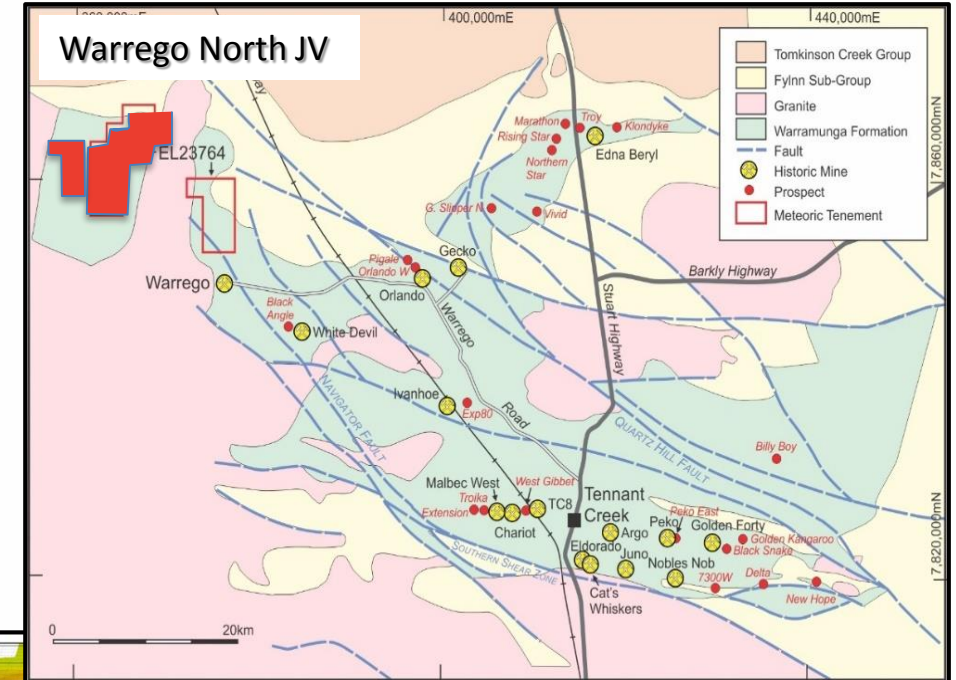 Warrego North JV
360,000mE
400,000mE
440,000mE
Tomkinson Creek Group
Fylnn Sub-Group
Granite
Warramunga Formation
Fault
Historic Mine
Prospect
Meteoric Tenement
17,860,000mN
Marathon
Troy
Klondyke
Rising Star
Edna Beryl
Northern
Star
EL23764
G. Slipper N
Vivid
Gecko
Pigale
Orlando W
Barkly Highway
Warrego
Orlando
Stuart Highway
Black
Angle
White Devil
Warrego
Road
NAVIGATOR FAULT
Ivanhoe
Exp80
QUARTZ HILL FAULT
Billy Boy
Malbec West
West Gibbet
Troika
Extension
TC8
Chariot
Tennant
Creek
Peko East
Peko
Golden Forty
Argo
Golden Kangaroo
Black Snake
7,820,000mN
SOUTHERN SHEAR ZONE
Eldorado
Juno
Nobles Nob
Cat's
Whiskers
7300W
Delta
New Hope
0
20km